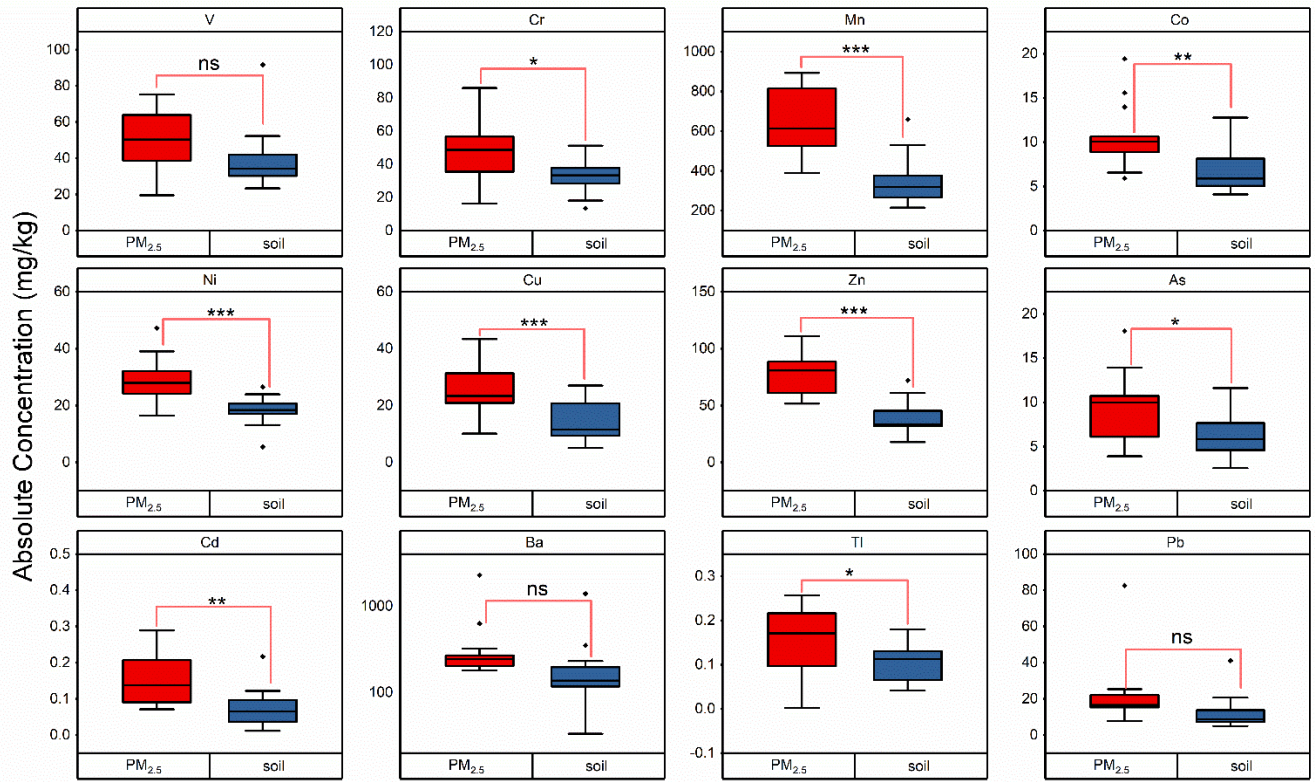 Absolute Concentration (mg/kg)
V
100
80
60
40
20
0
ns
PM2.5 soil
Cr
120
100
80
60
40
20
0
*
PM2.5 soil
Mn
1000
800
600
400
200
***
PM2.5 soil
Co
20
15
10
5
0
**
PM2.5 soil
Ni
60
40
20
0
***
PM2.5 soil
Cu
60
40
20
0
***
PM2.5 soil
Zn
150
100
50
0
***
PM2.5 soil
As
20
15
10
5
0
*
PM2.5 soil
Cd
0.5
0.4
0.3
0.2
0.1
0.0
**
PM2.5 soil
Ba
1000
100
ns
PM2.5 soil
Tl
0.3
0.2
0.1
0.0
-0.1
*
PM2.5 soil
Pb
100
80
60
40
20
0
ns
PM2.5 soil